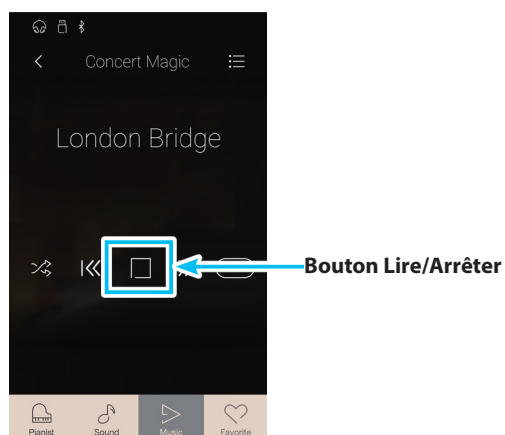 Concert Magic
London Bridge
Bouton Lire/Arrêter
Pianist Sound Music Favorite